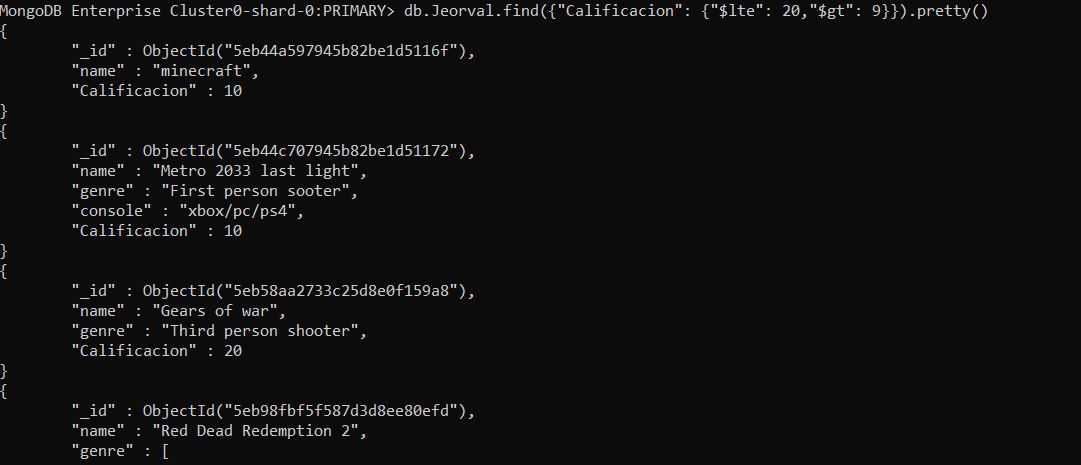 MongoDB Enterprise Cluster0-shard-0:PRIMARY> db.Jeorval.find({"Calificacion": {"$lte": 20,"$gt": 9}}).pretty()
{
        "_id" : ObjectId("5eb44a597945b82be1d5116f"),
        "name" : "minecraft",
        "Calificacion" : 10
}
{
        "_id" : ObjectId("5eb44c707945b82be1d51172"),
        "name" : "Metro 2033 last light",
        "genre" : "First person sooter",
        "console" : "xbox/pc/ps4",
        "Calificacion" : 10
}
{
        "_id" : ObjectId("5eb58aa2733c25d8e0f159a8"),
        "name" : "Gears of war",
        "genre" : "Third person shooter",
        "Calificacion" : 20
}
{
        "_id" : ObjectId("5eb98fbf5f587d3d8ee80efd"),
        "name" : "Red Dead Redemption 2",
        "genre" : [